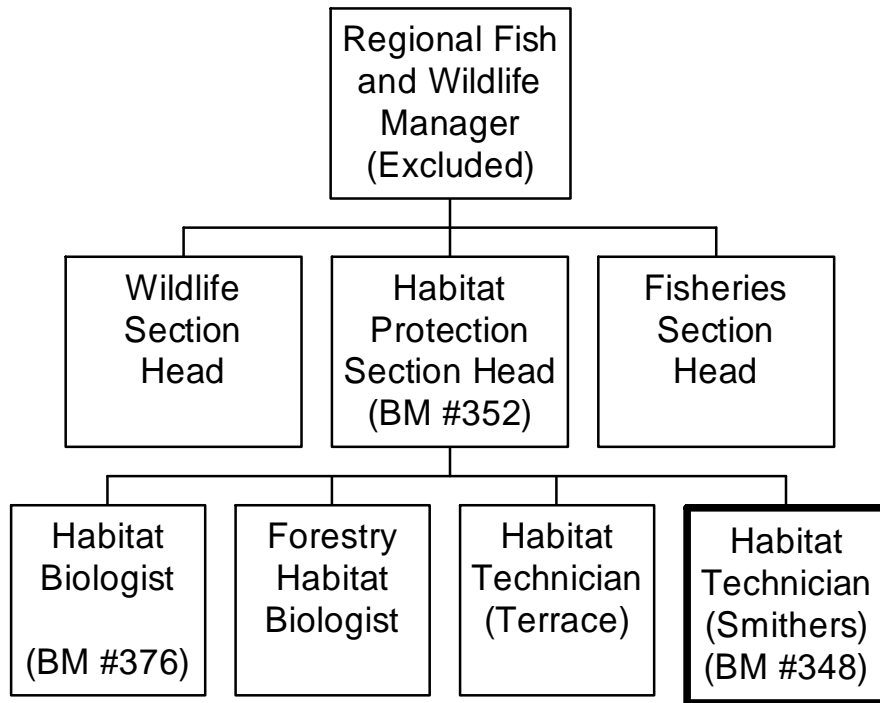 Regional Fish
and Wildlife
Manager
(Excluded)
Wildlife
Section
Head
Habitat
Protection
Section Head
(BM #352)
Fisheries
Section
Head
Habitat
Biologist
(BM #376)
Forestry
Habitat
Biologist
Habitat
Technician
(Terrace)
Habitat
Technician
(Smithers)
(BM #348)